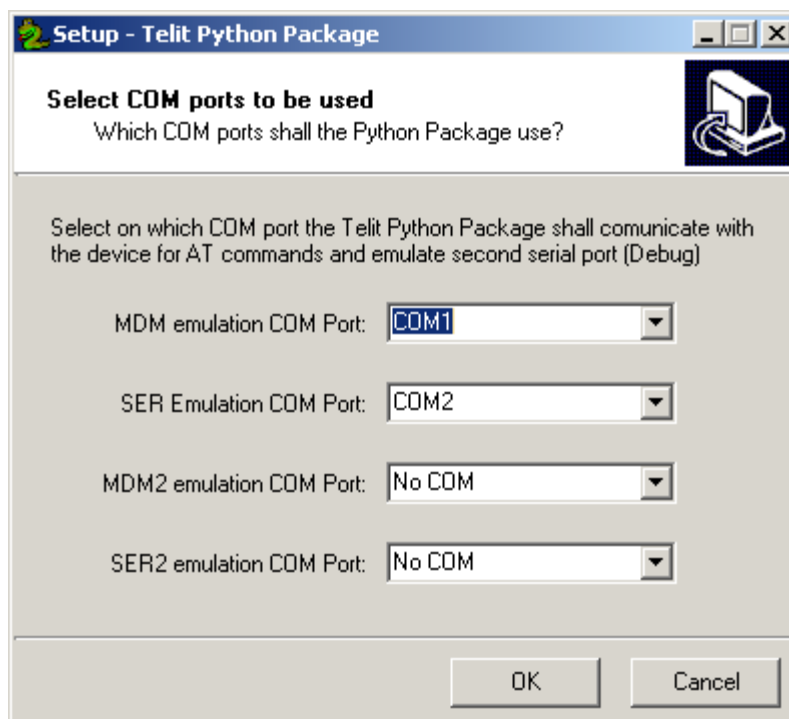 Setup - Telit Python Package
Select COM ports to be used
Which COM ports shall the Python Package use?
Select on which COM port the Telit Python Package shall comunicate with
the device for AT commands and emulate second serial port (Debug)
MDM emulation COM Port: COM1
SER Emulation COM Port: COM2
MDM2 emulation COM Port: No COM
SER2 emulation COM Port: No COM
OK Cancel